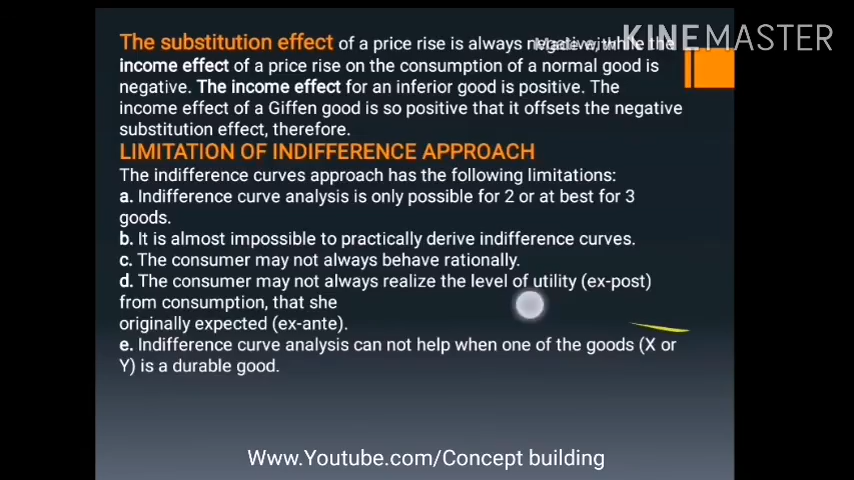 The substitution effect of a price rise is always negative, while the
Made with KINEMASTER
income effect of a price rise on the consumption of a normal good is
negative. The income effect for an inferior good is positive. The
income effect of a Giffen good is so positive that it offsets the negative
substitution effect, therefore.
LIMITATION OF INDIFFERENCE APPROACH
The indifference curves approach has the following limitations:
a. Indifference curve analysis is only possible for 2 or at best for 3
goods.
b. It is almost impossible to practically derive indifference curves.
c. The consumer may not always behave rationally.
d. The consumer may not always realize the level of utility (ex-post)
from consumption, that she
originally expected (ex-ante).
e. Indifference curve analysis can not help when one of the goods (X or
Y) is a durable good.
Www.Youtube.com/Concept building